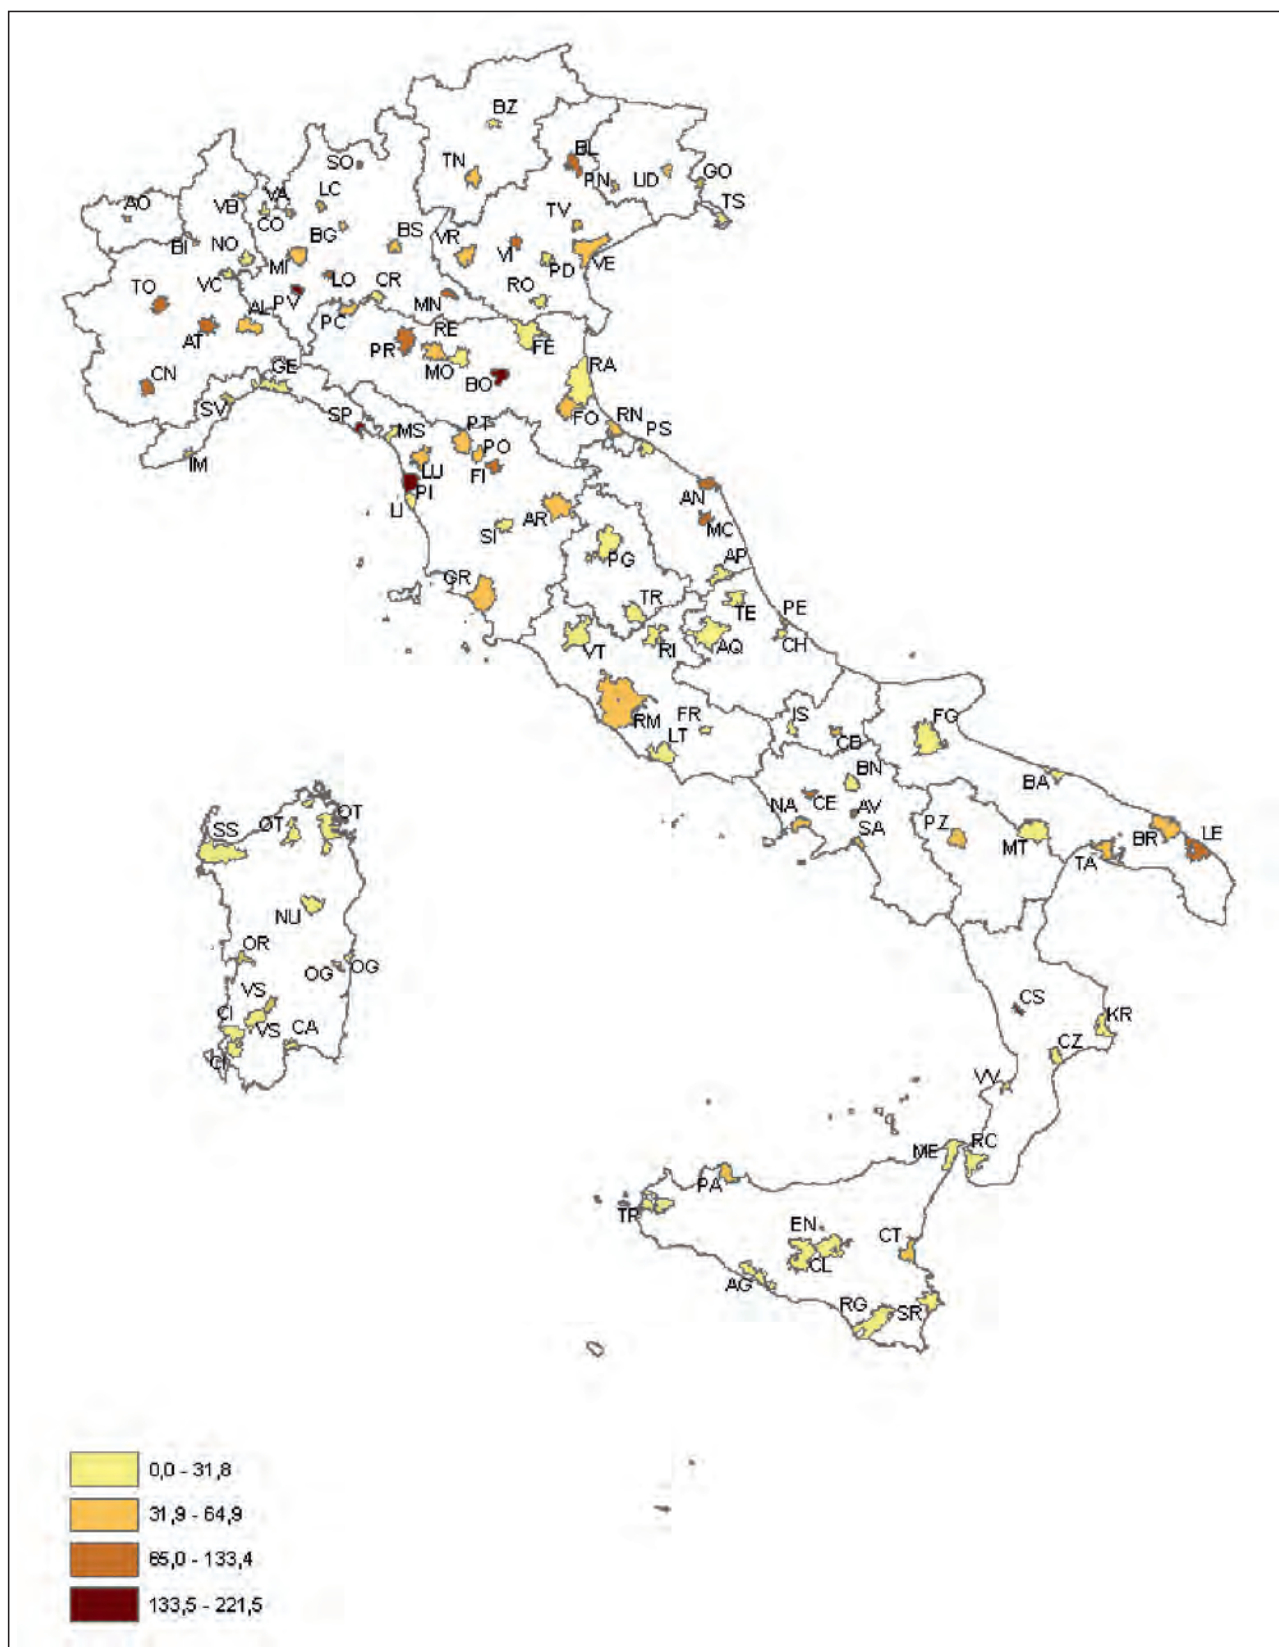 BZ
BL
SO
TN
PN
UD
GO
AO
VA
LC
VB
CO
TV
TS
BI
NO
BG
BS
VR
VI
MI
PD
VE
TO
VC
LO
CR
RO
PV
MN
AL
PC
AT
RE
PR
FE
GE
MO
RA
CN
BO
SV
SP
MS
PT
FO
RN
PS
PO
IM
LU
FI
PI
AN
LI
AR
SI
MC
PG
AP
GR
TR
TE
PE
VT
RI
AQ
CH
RM
FR
IS
FG
LT
CB
BN
BA
NA
CE
AV
SS
OT
OT
SA
PZ
MT
BR
LE
TA
NU
OR
OG
OG
VS
CS
CI
VS
CA
KR
CI
CZ
VV
ME
RC
PA
TP
EN
CT
CL
AG
RG
SR
0,0 - 31,8
31,9 - 64,9
65,0 - 133,4
133,5 - 221,5